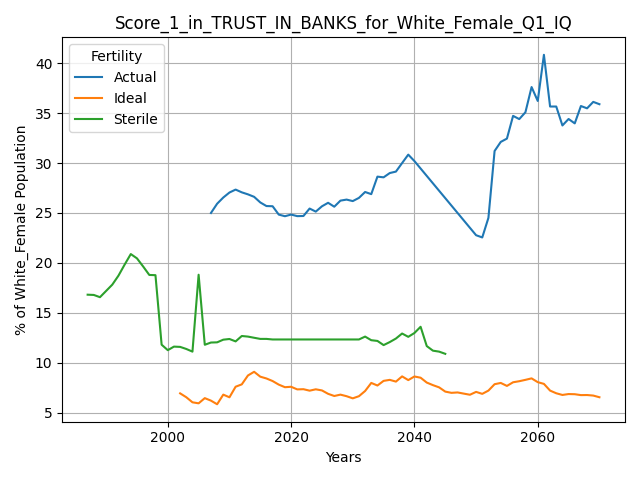 Score_1_in_TRUST_IN_BANKS_for_White_Female_Q1_IQ
Fertility
Actual
Ideal
Sterile
% of White_Female Population
40
35
30
25
20
15
10
5
2000
2020
2040
2060
Years